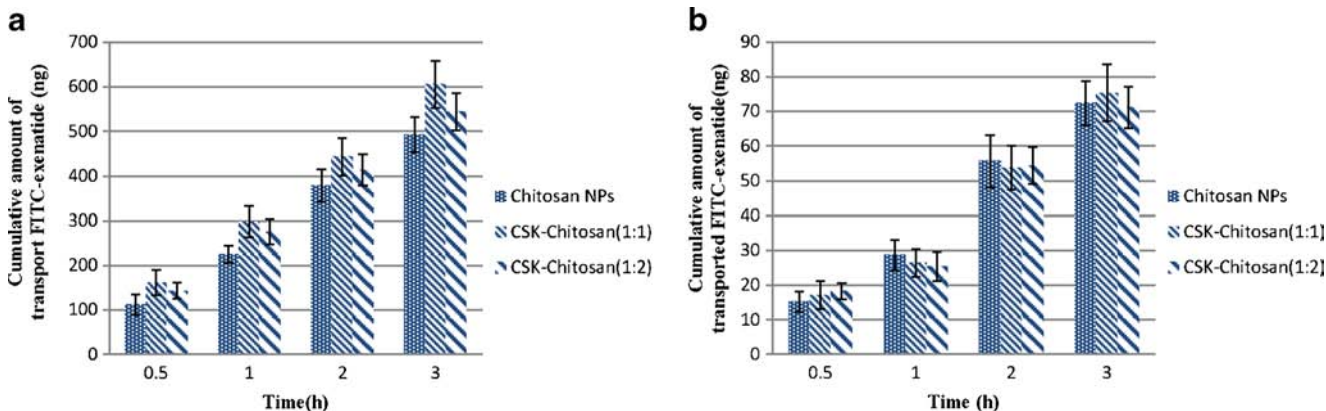 a
700
600
500
400
300
200
100
0
Cumulative amount of
transport FITC-exenatide (ng)
0.5 1 2 3
Time(h)
Chitosan NPs
CSK-Chitosan(1:1)
CSK-Chitosan(1:2)
b
90
80
70
60
50
40
30
20
10
0
Cumulative amount of
transported FITC-exenatide(ng)
0.5 1 2 3
Time (h)
Chitosan NPs
CSK-Chitosan(1:1)
CSK-Chitosan(1:2)